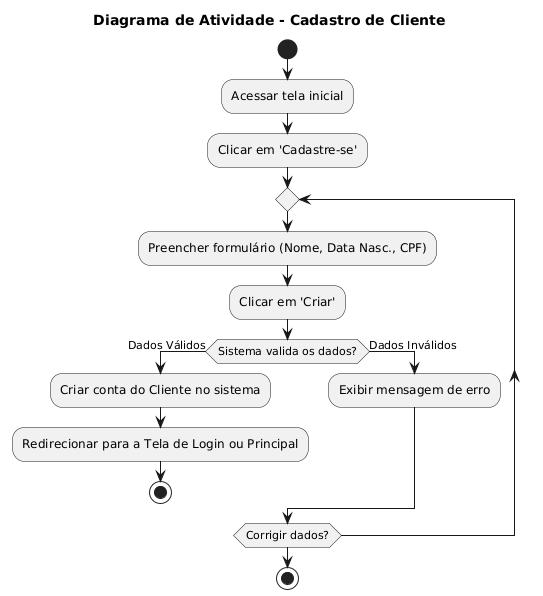 Diagrama de Atividade - Cadastro de Cliente
Acessar tela inicial
Clicar em 'Cadastre-se'
Preencher formulário (Nome, Data Nasc., CPF)
Clicar em 'Criar'
Dados Válidos
Sistema valida os dados?
Dados Inválidos
Criar conta do Cliente no sistema
Exibir mensagem de erro
Redirecionar para a Tela de Login ou Principal
Corrigir dados?